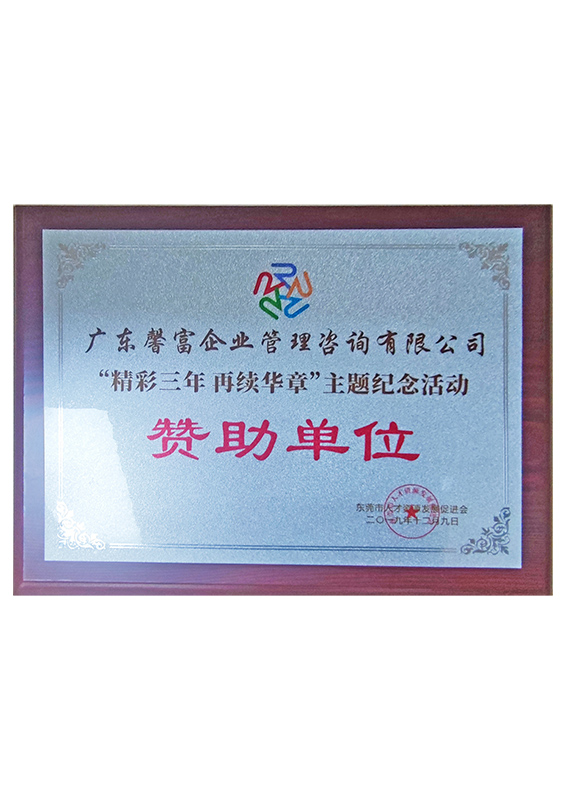 广东馨富企业管理咨询有限公司
“精彩三年 再续华章”主题纪念活动
赞助单位
东莞市人才资源发展促进会
二〇一九年十二月九日